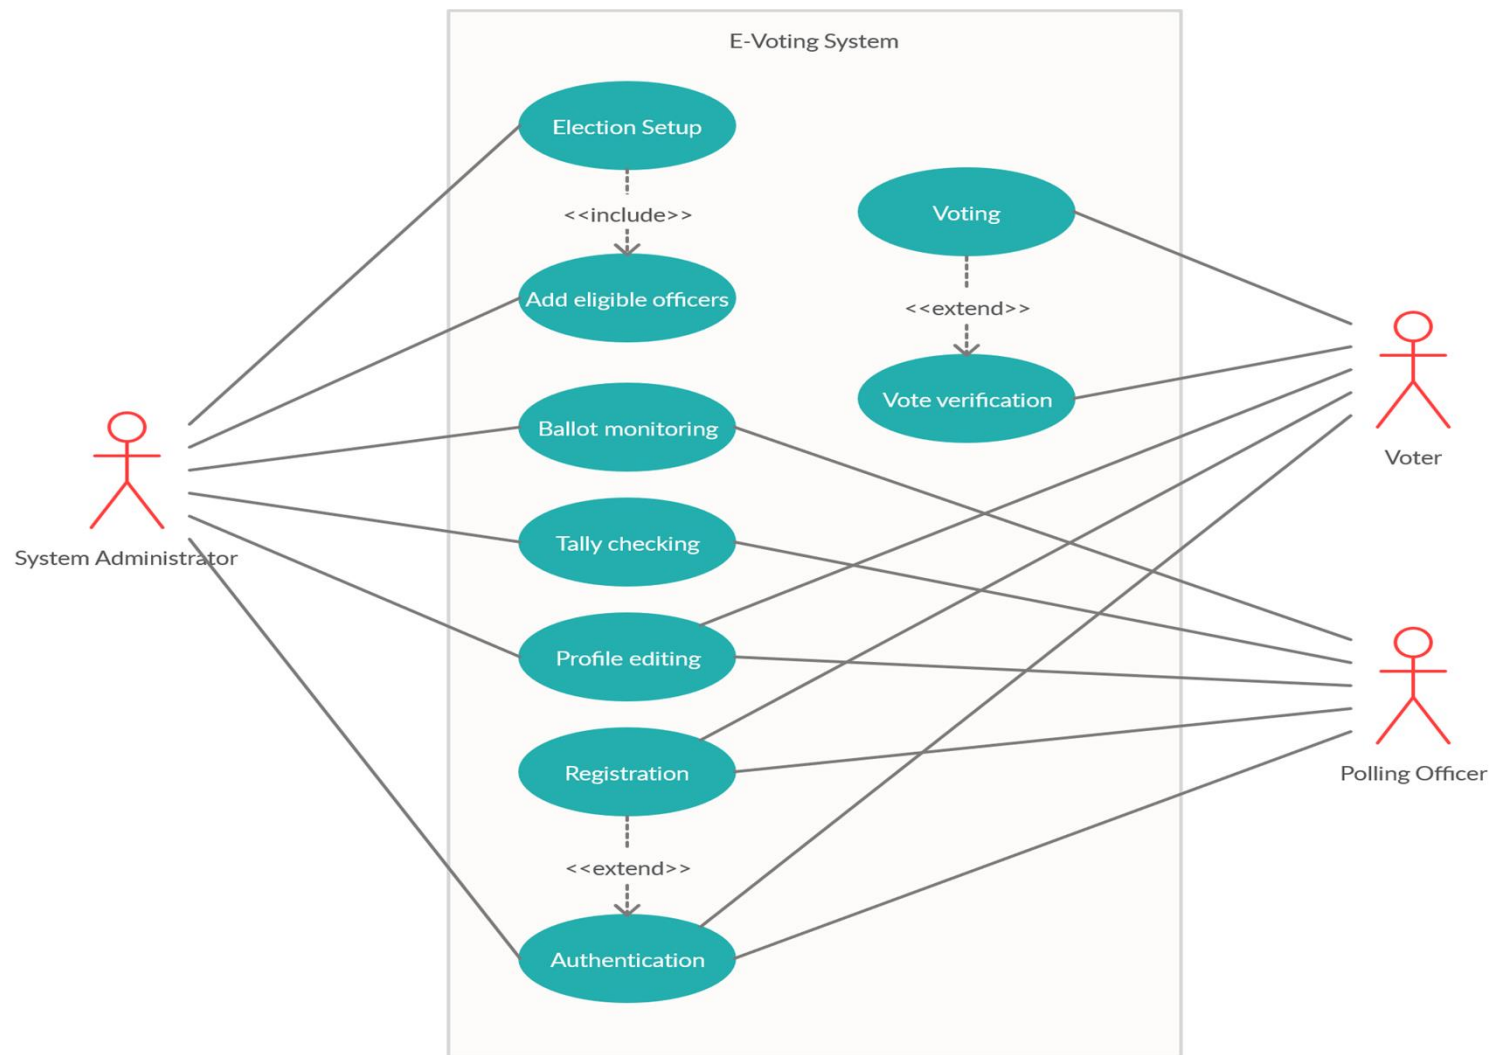 E-Voting System
Election Setup
<<include>>
Add eligible officers
Voting
<<extend>>
Vote verification
Ballot monitoring
Tally checking
Profile editing
Registration
<<extend>>
Authentication
System Administrator
Voter
Polling Officer